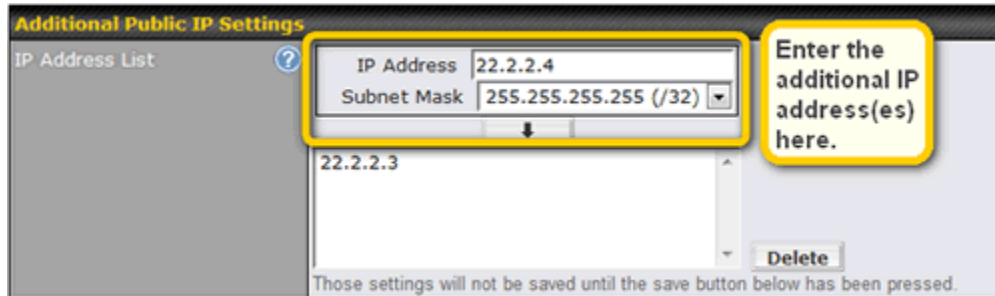 Additional Public IP Settings
IP Address List ?
IP Address 22.2.2.4
Subnet Mask 255.255.255.255 (/32)
Enter the
additional IP
address(es)
here.
22.2.2.3
Delete
Those settings will not be saved until the save button below has been pressed.